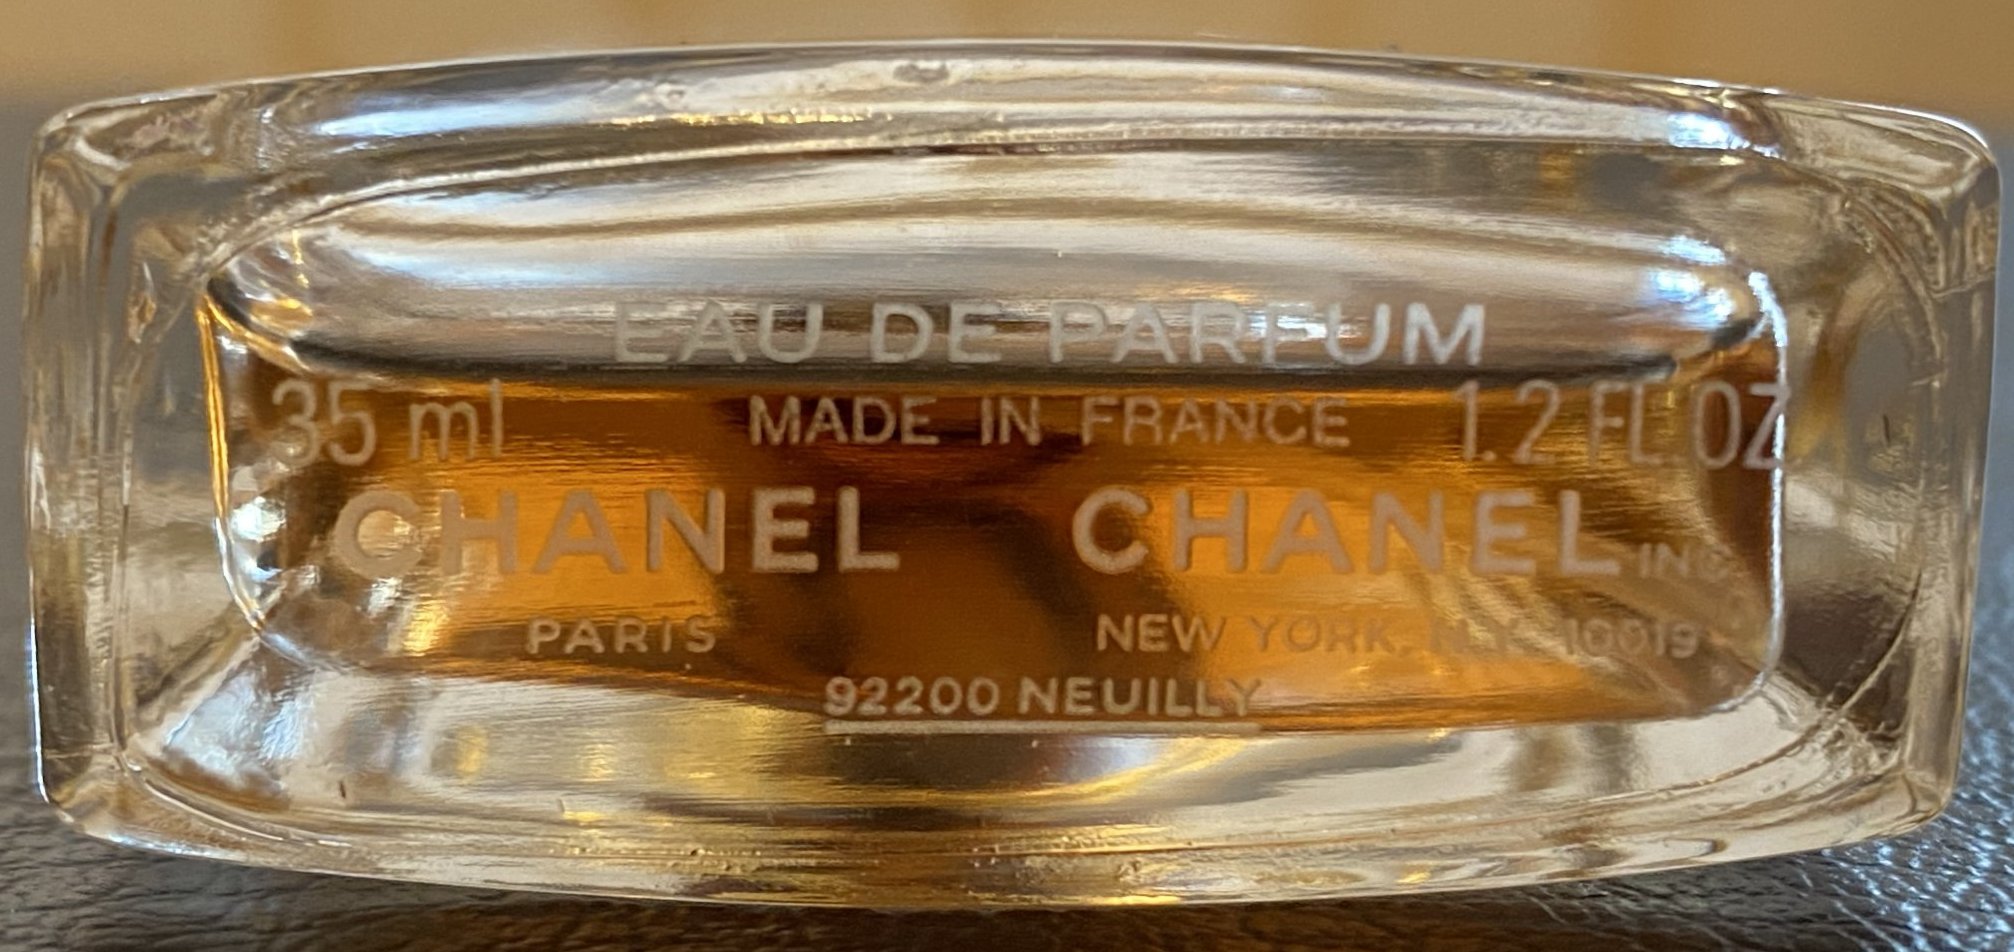 EAU DE PARFUM
35 ml MADE IN FRANCE 1.2 FL.OZ
CHANEL CHANEL INC
PARIS NEW YORK. N.Y. 10019
92200 NEUILLY